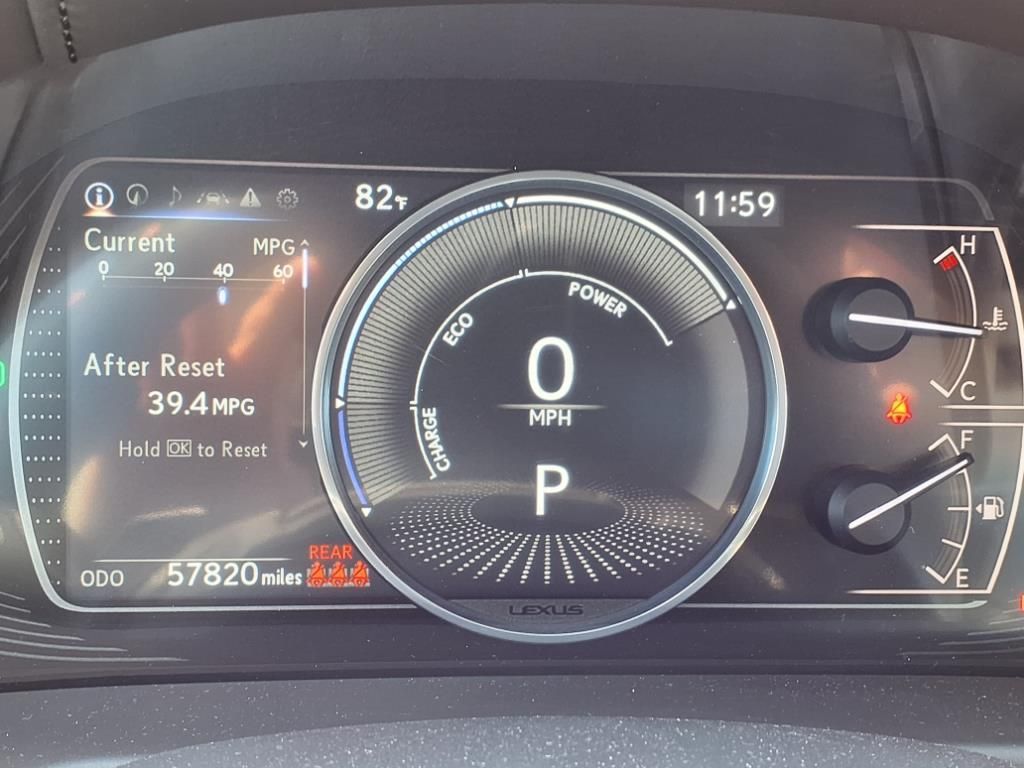 82°F
11:59
Current
MPG
0 20 40 60
After Reset
39.4 MPG
Hold OK to Reset
ODO 57820 miles
REAR
CHARGE
ECO
POWER
0
MPH
P
LEXUS
H
C
F
E